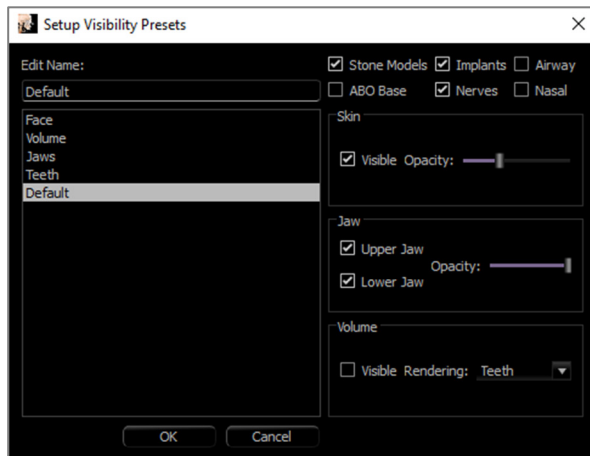 Setup Visibility Presets
Edit Name:
Default
Face
Volume
Jaws
Teeth
Default
Stone Models Implants Airway
ABO Base Nerves Nasal
Skin
Visible Opacity:
Jaw
Upper Jaw
Opacity:
Lower Jaw
Volume
Visible Rendering: Teeth
OK Cancel